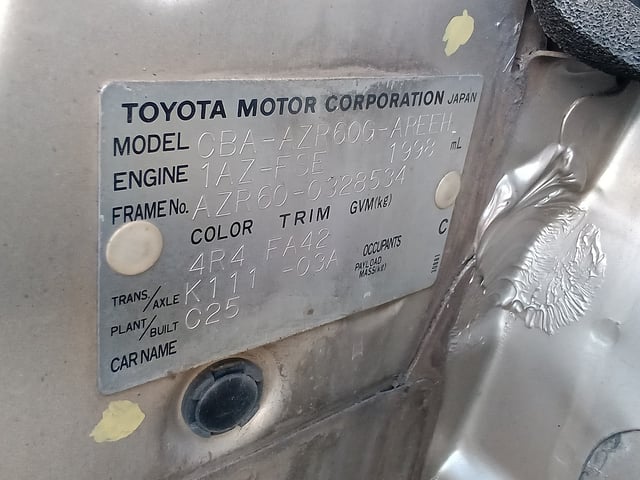 TOYOTA MOTOR CORPORATION JAPAN
MODEL CBA-AZR60G-AREEH
ENGINE 1AZ-FSE 1998 mL
FRAME No. AZR60-0328534
COLOR TRIM GVM(kg)
4R4 FA42 C
TRANS./AXLE K111 -03A OCCUPANTS
PAYLOAD MASS(kg)
PLANT/BUILT C25
CAR NAME